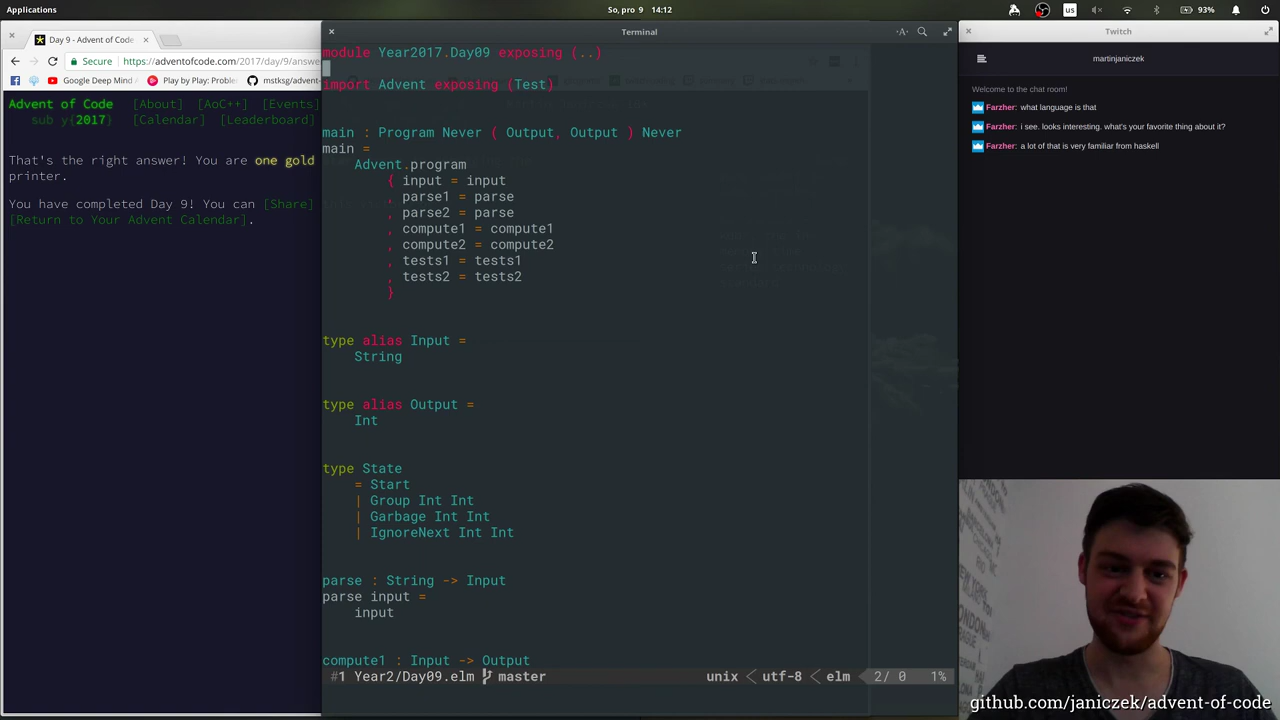 Applications
So, pro 9 14:12
us
93%
Day 9 - Advent of Code
Terminal
Twitch
Secure
https://adventofcode.com/2017/day/9/answe
Google Deep Mind
Play by Play: Proble
mstksg/advent-
Advent of Code [About] [AoC++] [Events]
sub y{2017} [Calendar] [Leaderboard]
That's the right answer! You are one gold
printer.
You have completed Day 9! You can [Share]
[Return to Your Advent Calendar].
module Year2017.Day09 exposing (..)
import Advent exposing (Test)
main : Program Never ( Output, Output ) Never
main =
    Advent.program
        { input = input
        , parse1 = parse
        , parse2 = parse
        , compute1 = compute1
        , compute2 = compute2
        , tests1 = tests1
        , tests2 = tests2
        }
type alias Input =
    String
type alias Output =
    Int
type State
    = Start
    | Group Int Int
    | Garbage Int Int
    | IgnoreNext Int Int
parse : String -> Input
parse input =
    input
compute1 : Input -> Output
#1 Year2/Day09.elm master unix < utf-8 < elm 2/ 0 1%
martinjaniczek
Welcome to the chat room!
Farzher: what language is that
Farzher: i see. looks interesting. what's your favorite thing about it?
Farzher: a lot of that is very familiar from haskell
github.com/janiczek/advent-of-code